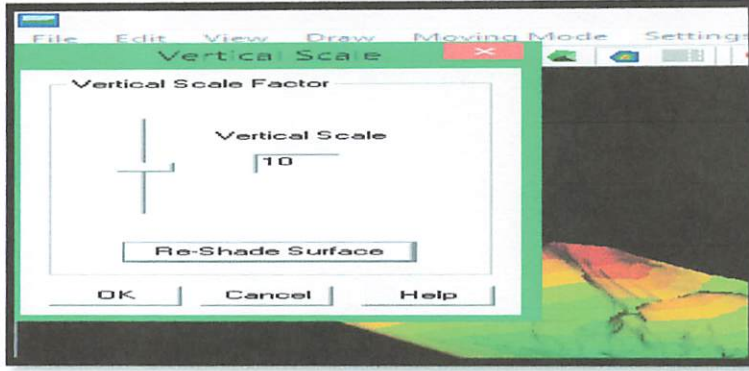 File Edit View Draw Moving Mode Settings
Vertical Scale
Vertical Scale Factor
Vertical Scale
10
Re-Shade Surface
OK Cancel Help